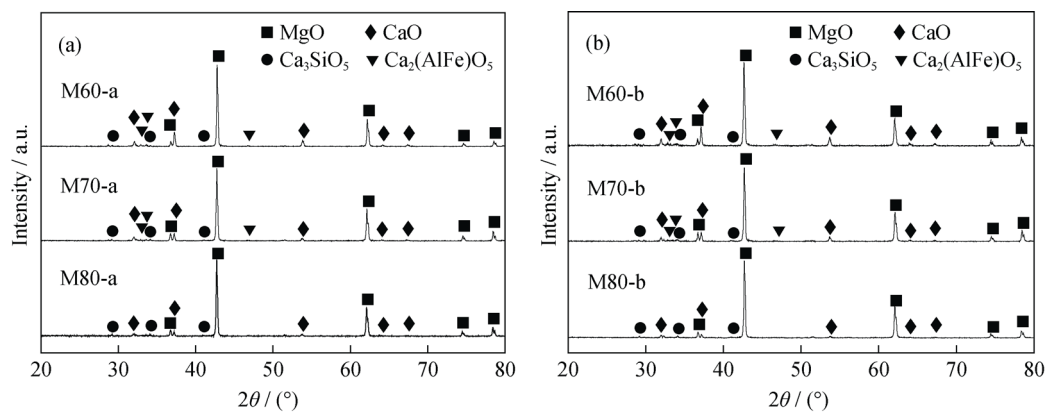 (a)
■ MgO ◆ CaO
● Ca₃SiO₅ ▼ Ca₂(AlFe)O₅
M60-a
M70-a
M80-a
Intensity / a.u.
20 30 40 50 60 70 80
2θ / (°)
(b)
■ MgO ◆ CaO
● Ca₃SiO₅ ▼ Ca₂(AlFe)O₅
M60-b
M70-b
M80-b
Intensity / a.u.
20 30 40 50 60 70 80
2θ / (°)